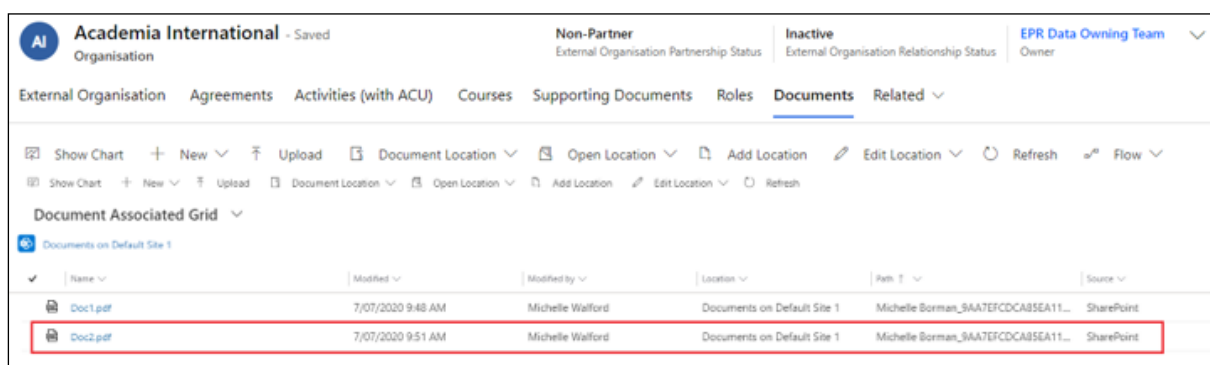 AI Academia International - Saved Non-Partner Inactive EPR Data Owning Team
Organisation External Organisation Partnership Status External Organisation Relationship Status Owner
External Organisation Agreements Activities (with ACU) Courses Supporting Documents Roles Documents Related
Show Chart New Upload Document Location Open Location Add Location Edit Location Refresh Flow
Show Chart New Upload Document Location Open Location Add Location Edit Location Refresh
Document Associated Grid
Documents on Default Site 1
Name Modified Modified by Location Path ↑ Source
Doc1.pdf 7/07/2020 9:48 AM Michelle Walford Documents on Default Site 1 Michelle Borman_9AA7EFCDCA85EA11... SharePoint
Doc2.pdf 7/07/2020 9:51 AM Michelle Walford Documents on Default Site 1 Michelle Borman_9AA7EFCDCA85EA11... SharePoint